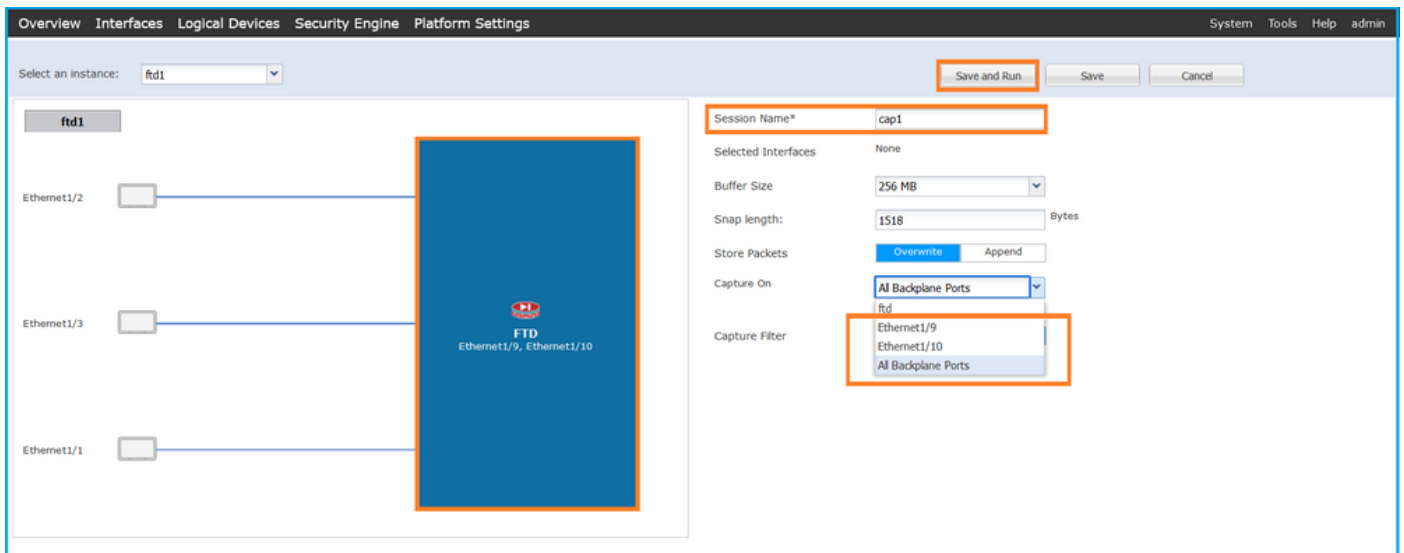 Overview Interfaces Logical Devices Security Engine Platform Settings System Tools Help admin
Select an instance: ftd1 Save and Run Save Cancel
ftd1
Ethernet1/2
Ethernet1/3
Ethernet1/1
FTD
Ethernet1/9, Ethernet1/10
Session Name* cap1
Selected Interfaces None
Buffer Size 256 MB
Snap length: 1518 Bytes
Store Packets Overwrite Append
Capture On All Backplane Ports
ftd
Ethernet1/9
Capture Filter Ethernet1/10
All Backplane Ports